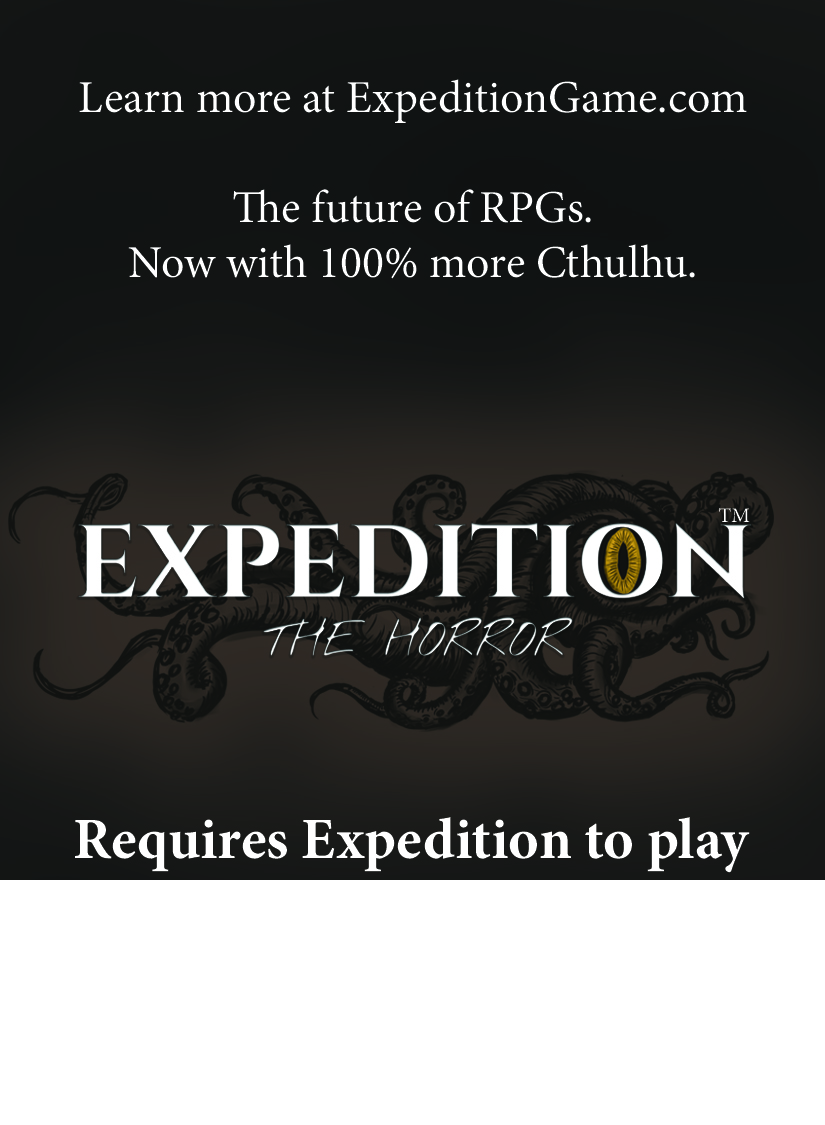 Learn more at ExpeditionGame.com
The future of RPGs.
Now with 100% more Cthulhu.
EXPEDITION™
THE HORROR
Requires Expedition to play